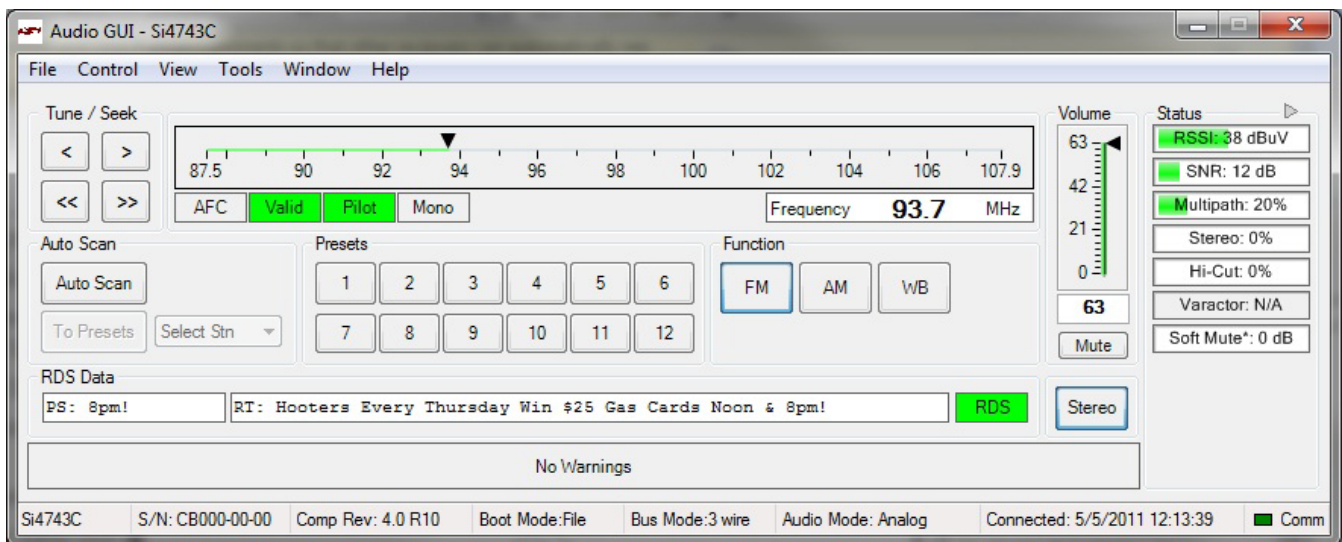 Audio GUI - Si4743C
File Control View Tools Window Help
Tune / Seek
< >
<< >>
87.5 90 92 94 96 98 100 102 104 106 107.9
AFC Valid Pilot Mono
Frequency 93.7 MHz
Volume
63
42
21
0
63
Mute
Status
RSSI: 38 dBuV
SNR: 12 dB
Multipath: 20%
Stereo: 0%
Hi-Cut: 0%
Varactor: N/A
Soft Mute*: 0 dB
Auto Scan
Auto Scan
To Presets Select Stn
Presets
1 2 3 4 5 6
7 8 9 10 11 12
Function
FM AM WB
RDS Data
PS: 8pm! RT: Hooters Every Thursday Win $25 Gas Cards Noon & 8pm! RDS
Stereo
No Warnings
Si4743C S/N: CB000-00-00 Comp Rev: 4.0 R10 Boot Mode:File Bus Mode:3 wire Audio Mode: Analog Connected: 5/5/2011 12:13:39 Comm